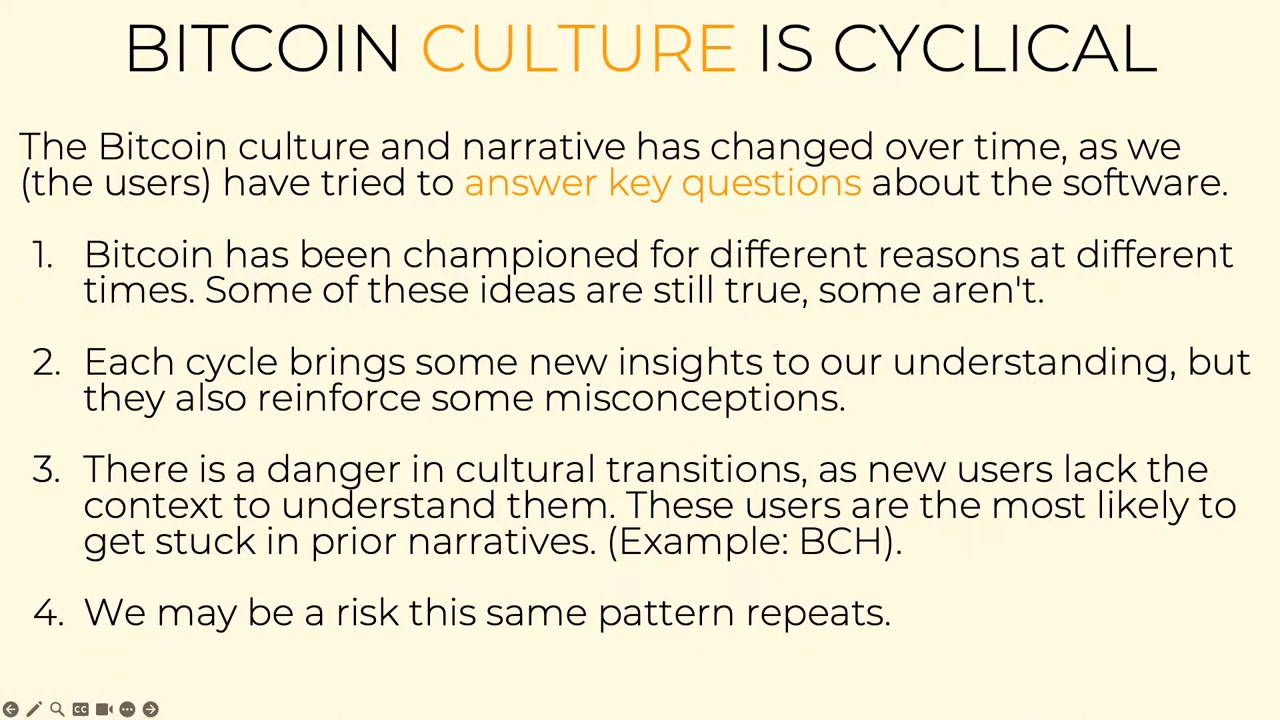 BITCOIN CULTURE IS CYCLICAL
The Bitcoin culture and narrative has changed over time, as we
(the users) have tried to answer key questions about the software.
1. Bitcoin has been championed for different reasons at different
times. Some of these ideas are still true, some aren't.
2. Each cycle brings some new insights to our understanding, but
they also reinforce some misconceptions.
3. There is a danger in cultural transitions, as new users lack the
context to understand them. These users are the most likely to
get stuck in prior narratives. (Example: BCH).
4. We may be a risk this same pattern repeats.
CC